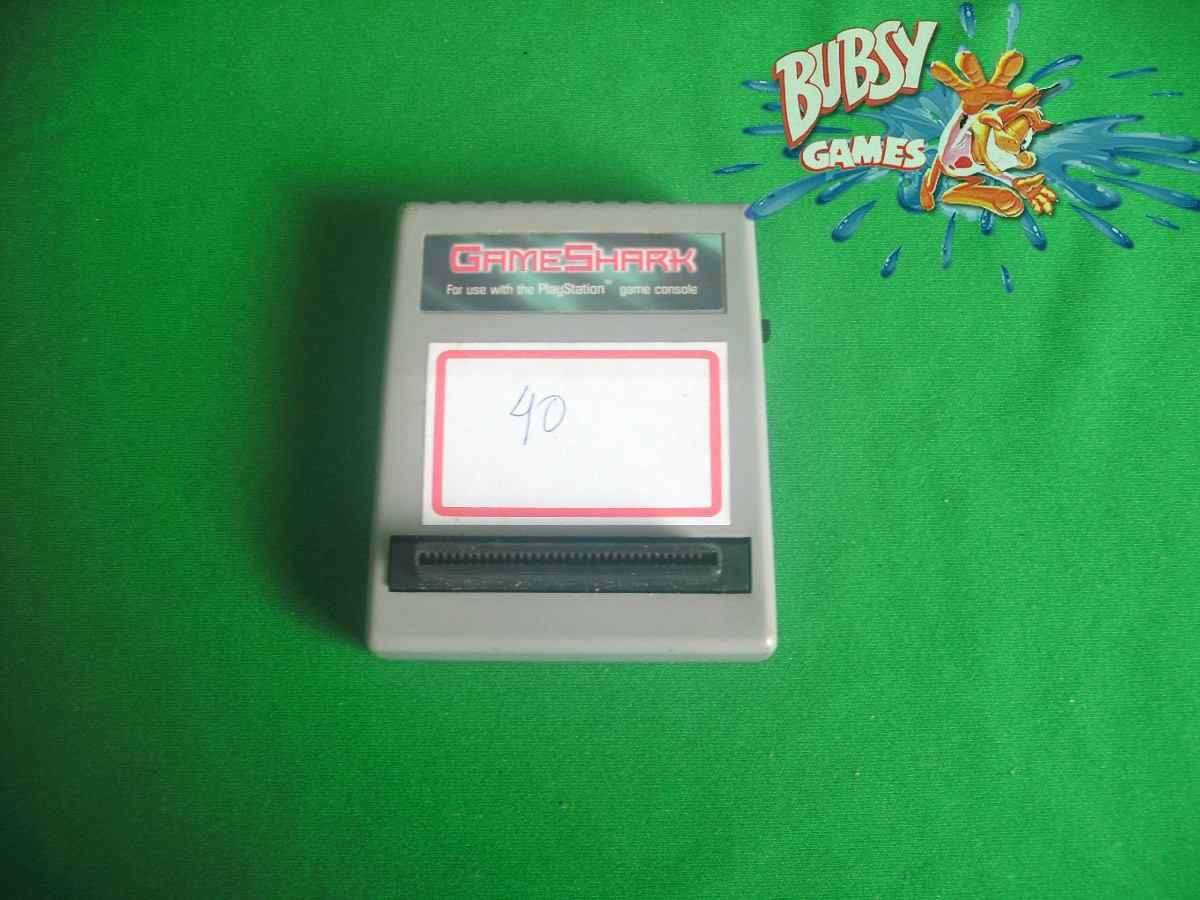 BUBSY
GAMES
GAMESHARK
For use with the PlayStation™ game console
40